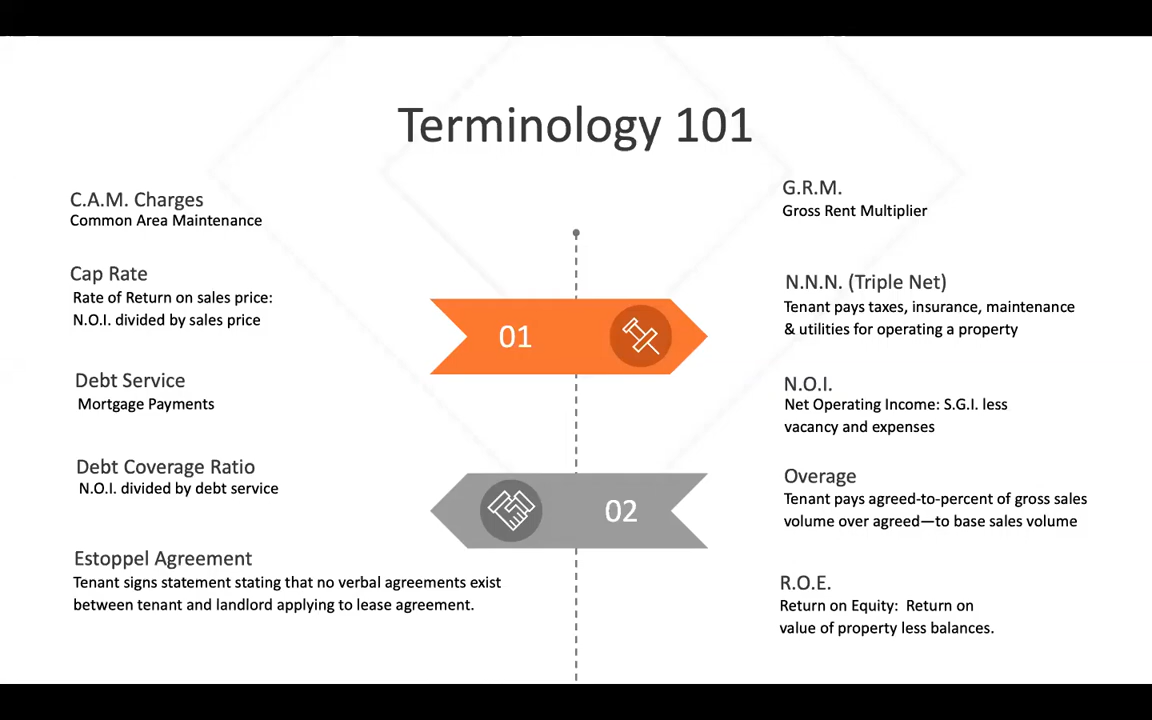 Terminology 101
C.A.M. Charges
Common Area Maintenance
Cap Rate
Rate of Return on sales price:
N.O.I. divided by sales price
Debt Service
Mortgage Payments
Debt Coverage Ratio
N.O.I. divided by debt service
Estoppel Agreement
Tenant signs statement stating that no verbal agreements exist
between tenant and landlord applying to lease agreement.
01
02
G.R.M.
Gross Rent Multiplier
N.N.N. (Triple Net)
Tenant pays taxes, insurance, maintenance
& utilities for operating a property
N.O.I.
Net Operating Income: S.G.I. less
vacancy and expenses
Overage
Tenant pays agreed-to-percent of gross sales
volume over agreed—to base sales volume
R.O.E.
Return on Equity: Return on
value of property less balances.